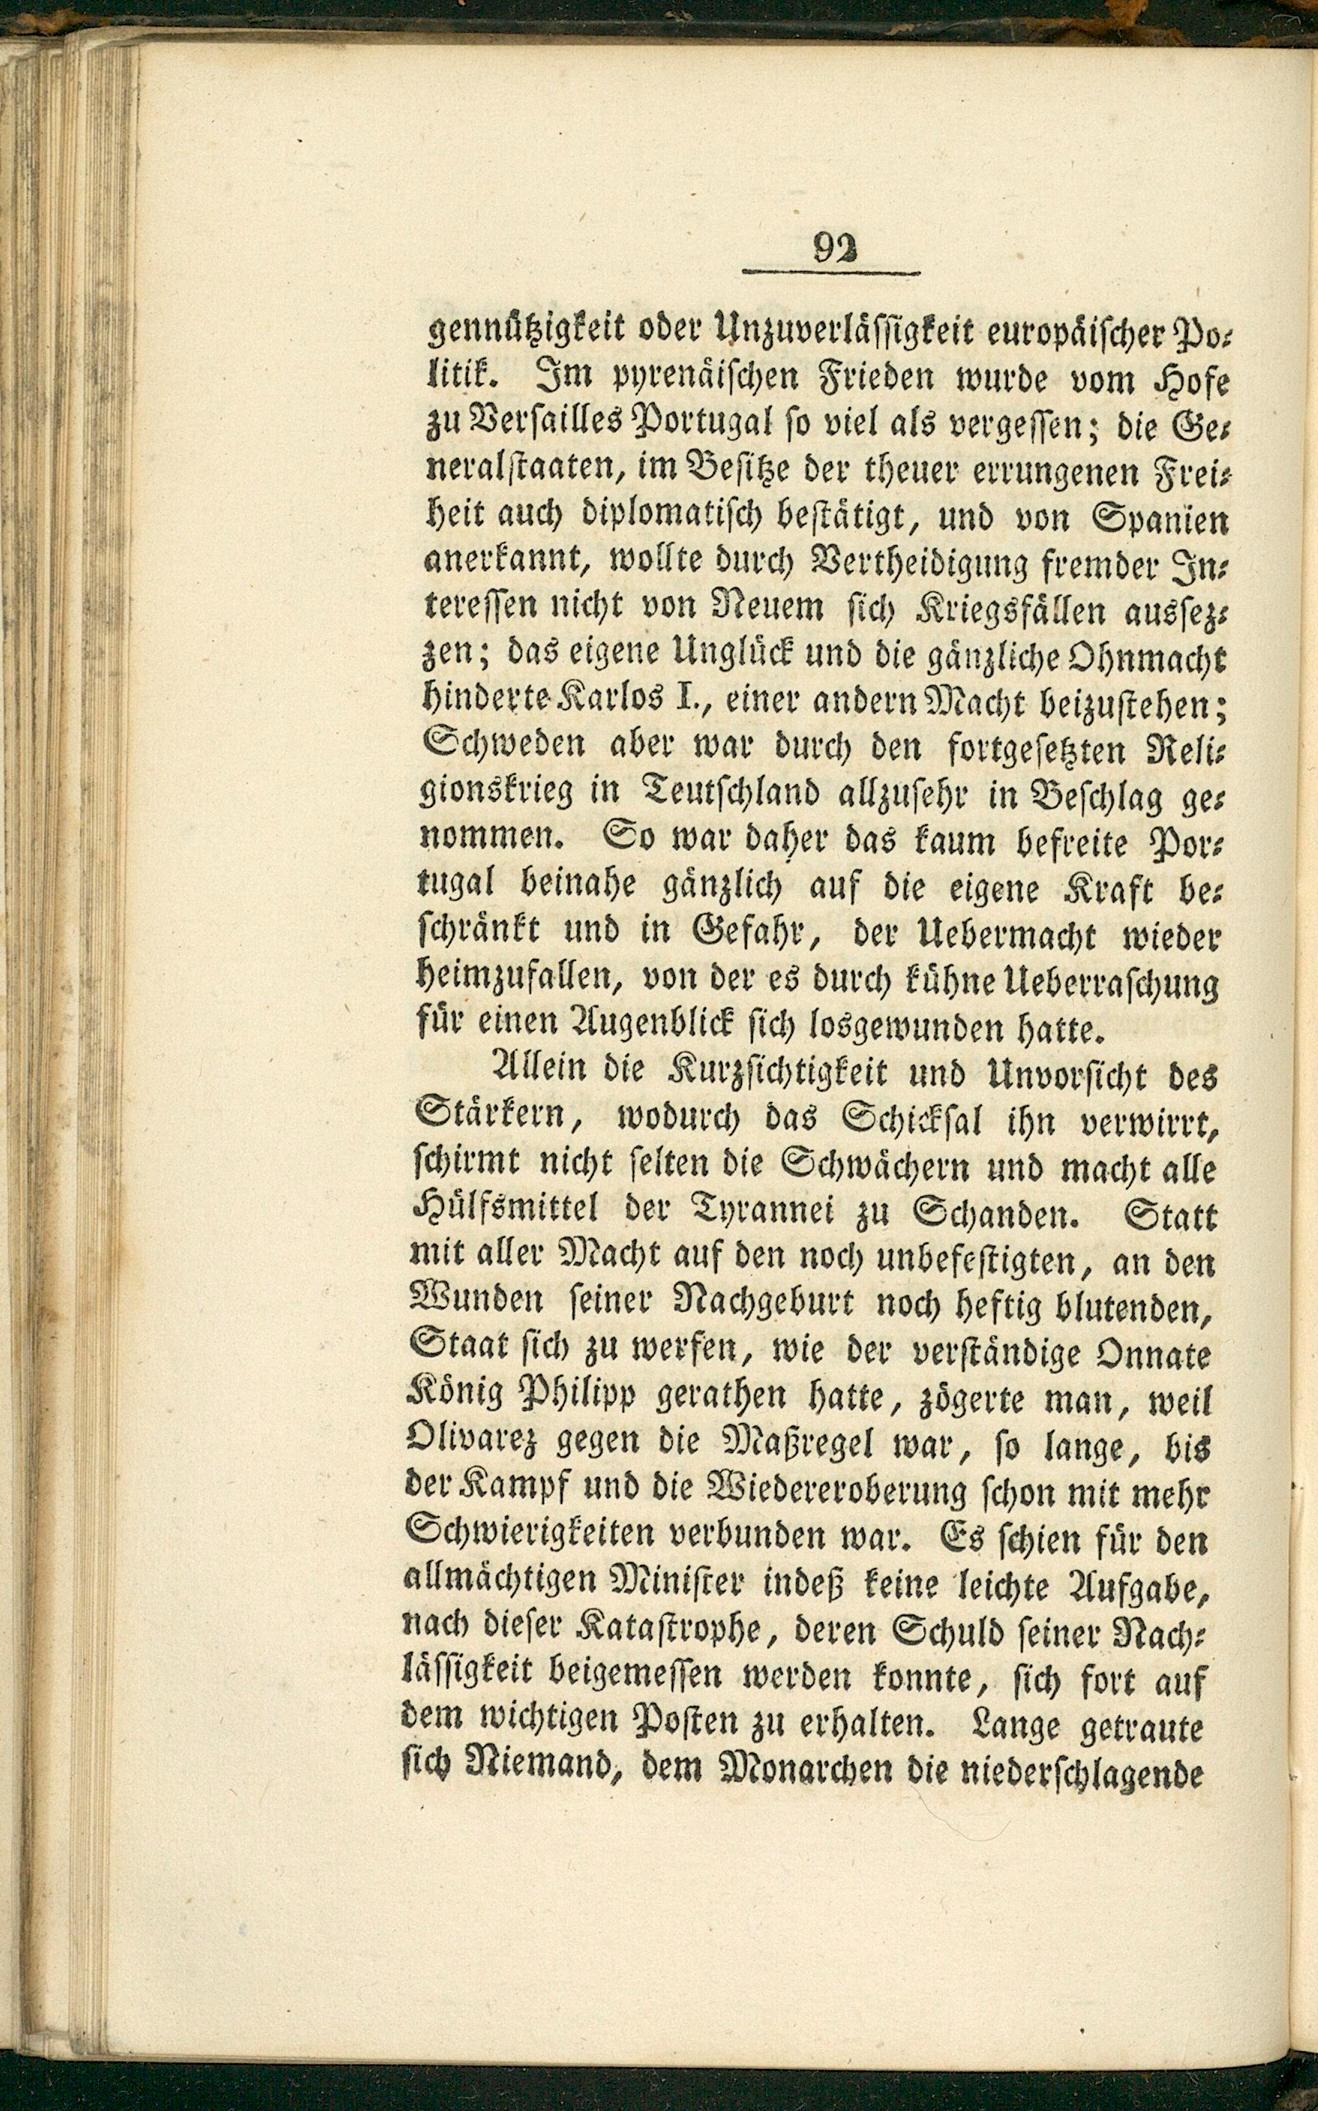 92
gennützigkeit oder Unzuverlässigkeit europäischer Po-
litik. Im pyrenäischen Frieden wurde vom Hofe
zu Versailles Portugal so viel als vergessen; die Ge-
neralstaaten, im Besitze der theuer errungenen Frei-
heit auch diplomatisch bestätigt, und von Spanien
anerkannt, wollte durch Vertheidigung fremder In-
teressen nicht von Neuem sich Kriegsfällen aussez-
zen; das eigene Unglück und die gänzliche Ohnmacht
hinderte Karlos I., einer andern Macht beizustehen;
Schweden aber war durch den fortgesetzten Reli-
gionskrieg in Teutschland allzusehr in Beschlag ge-
nommen. So war daher das kaum befreite Por-
tugal beinahe gänzlich auf die eigene Kraft be-
schränkt und in Gefahr, der Uebermacht wieder
heimzufallen, von der es durch kühne Ueberraschung
für einen Augenblick sich losgewunden hatte.
Allein die Kurzsichtigkeit und Unvorsicht des
Stärkern, wodurch das Schicksal ihn verwirrt,
schirmt nicht selten die Schwächern und macht alle
Hülfsmittel der Tyrannei zu Schanden. Statt
mit aller Macht auf den noch unbefestigten, an den
Wunden seiner Nachgeburt noch heftig blutenden,
Staat sich zu werfen, wie der verständige Onnate
König Philipp gerathen hatte, zögerte man, weil
Olivarez gegen die Maßregel war, so lange, bis
der Kampf und die Wiedereroberung schon mit mehr
Schwierigkeiten verbunden war. Es schien für den
allmächtigen Minister indeß keine leichte Aufgabe,
nach dieser Katastrophe, deren Schuld seiner Nach-
lässigkeit beigemessen werden konnte, sich fort auf
dem wichtigen Posten zu erhalten. Lange getraute
sich Niemand, dem Monarchen die niederschlagende